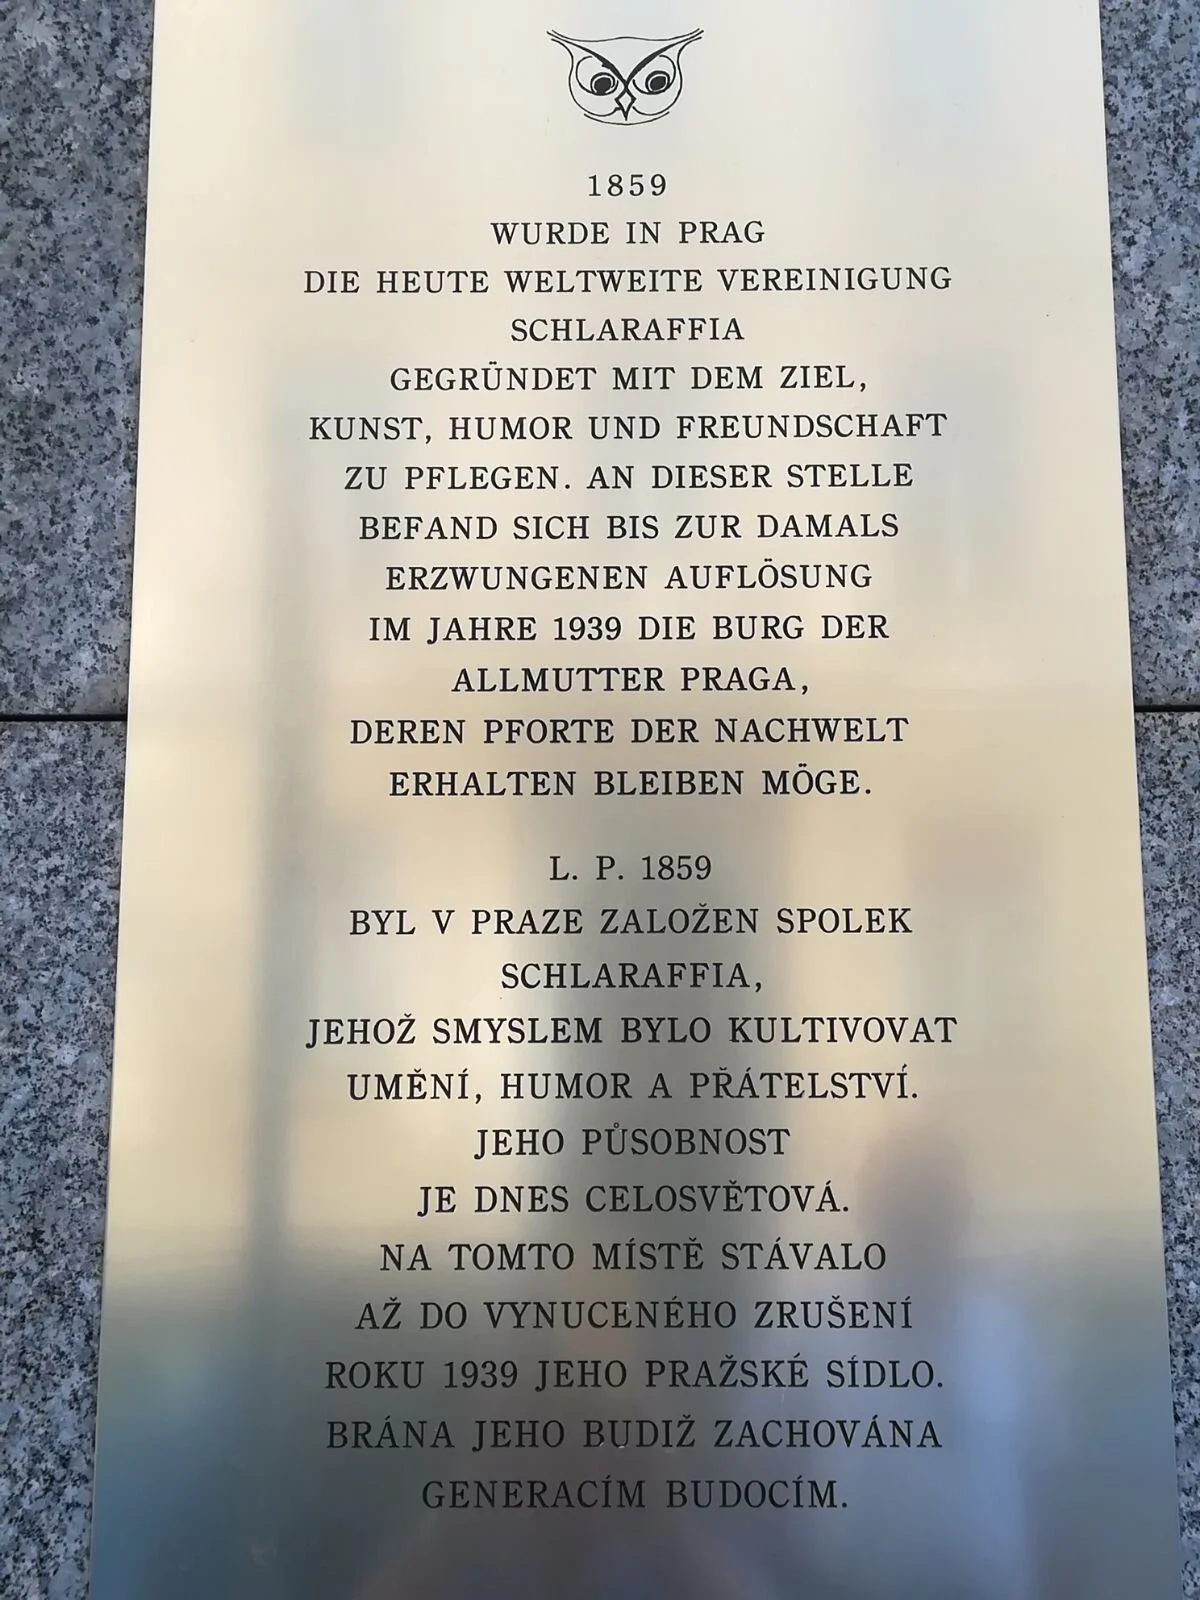 1859
WURDE IN PRAG
DIE HEUTE WELTWEITE VEREINIGUNG
SCHLARAFFIA
GEGRÜNDET MIT DEM ZIEL,
KUNST, HUMOR UND FREUNDSCHAFT
ZU PFLEGEN. AN DIESER STELLE
BEFAND SICH BIS ZUR DAMALS
ERZWUNGENEN AUFLÖSUNG
IM JAHRE 1939 DIE BURG DER
ALLMUTTER PRAGA,
DEREN PFORTE DER NACHWELT
ERHALTEN BLEIBEN MÖGE.
L. P. 1859
BYL V PRAZE ZALOŽEN SPOLEK
SCHLARAFFIA,
JEHOŽ SMYSLEM BYLO KULTIVOVAT
UMĚNÍ, HUMOR A PŘÁTELSTVÍ.
JEHO PŮSOBNOST
JE DNES CELOSVĚTOVÁ.
NA TOMTO MÍSTĚ STÁVALO
AŽ DO VYNUCENÉHO ZRUŠENÍ
ROKU 1939 JEHO PRAŽSKÉ SÍDLO.
BRÁNA JEHO BUDIŽ ZACHOVÁNA
GENERACÍM BUDOCÍM.